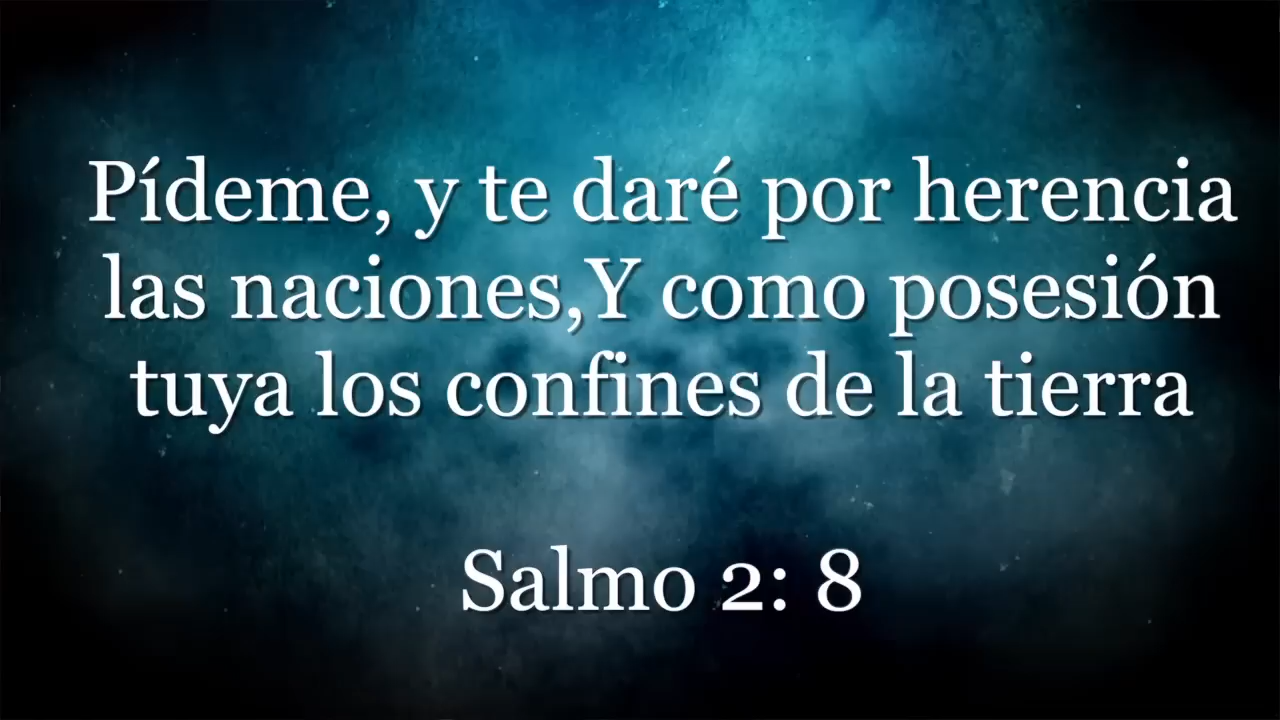 Pídeme, y te daré por herencia
las naciones,Y como posesión
tuya los confines de la tierra
Salmo 2: 8